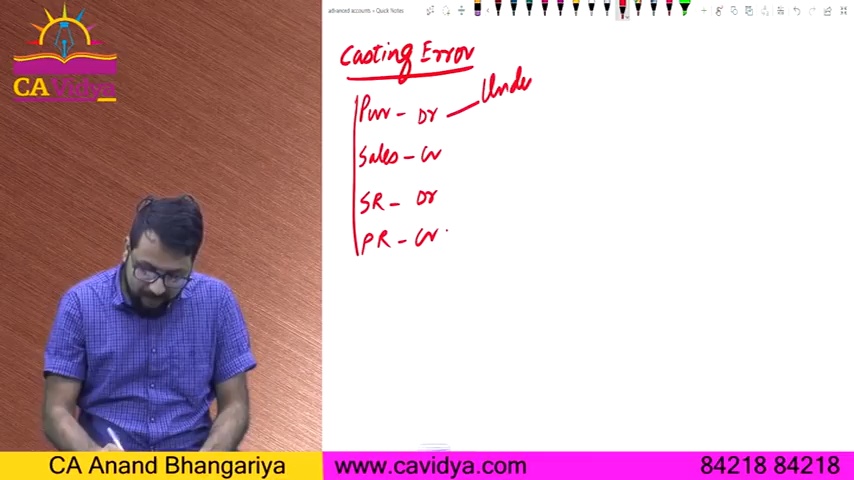 CA Vidya
advanced accounts » Quick Notes
Casting Error
Pur - Dr
Unde
Sales - Cr
SR - Dr
PR - Cr
CA Anand Bhangariya
www.cavidya.com
84218 84218